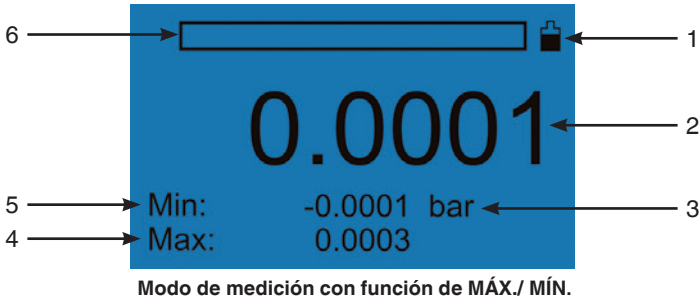 6
1
0.0001
2
5
Min: -0.0001 bar
3
4
Max: 0.0003
Modo de medición con función de MÁX./ MÍN.